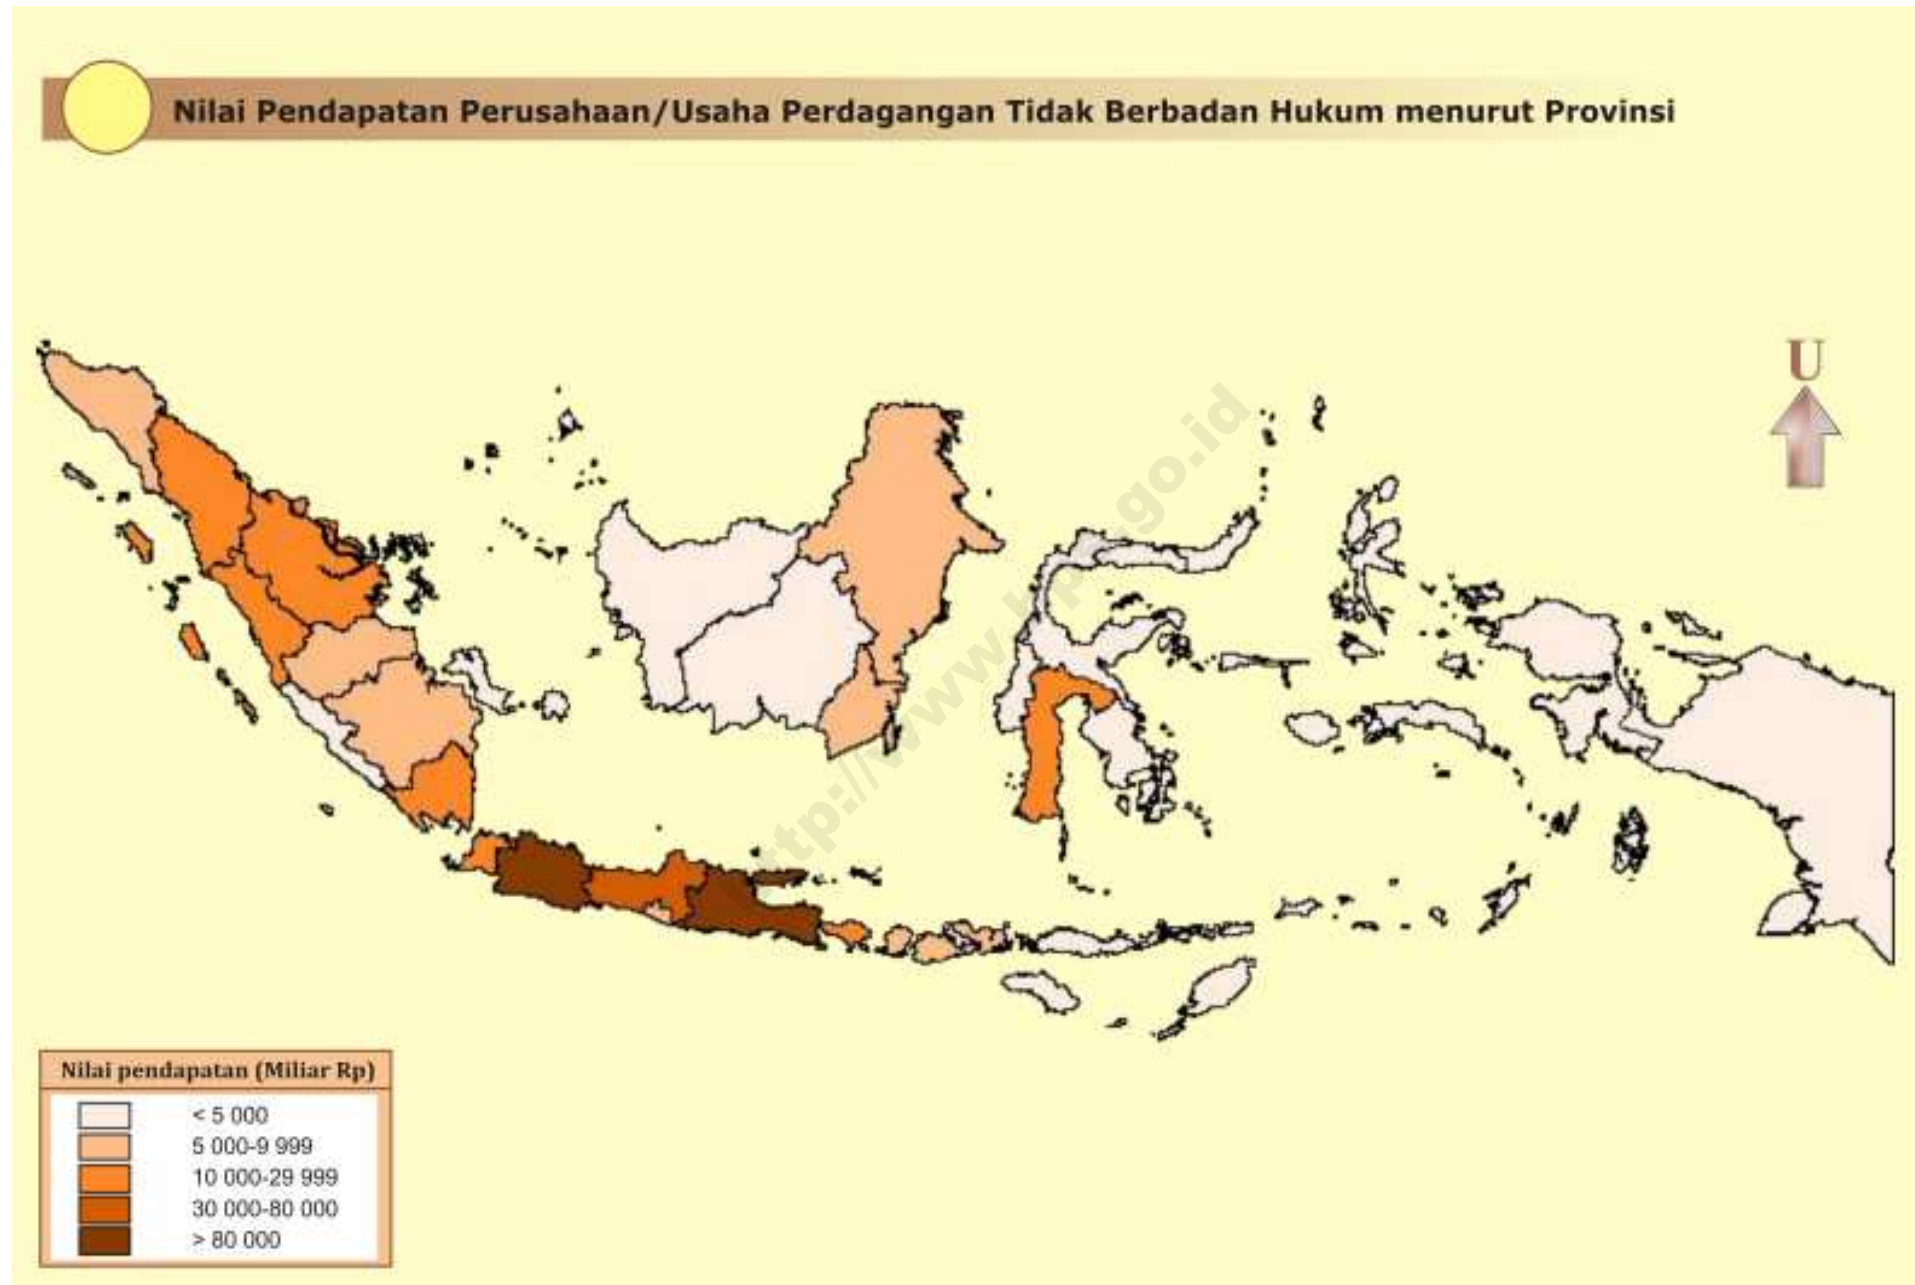 Nilai Pendapatan Perusahaan/Usaha Perdagangan Tidak Berbadan Hukum menurut Provinsi
U
Nilai pendapatan (Miliar Rp)
< 5 000
5 000-9 999
10 000-29 999
30 000-80 000
> 80 000